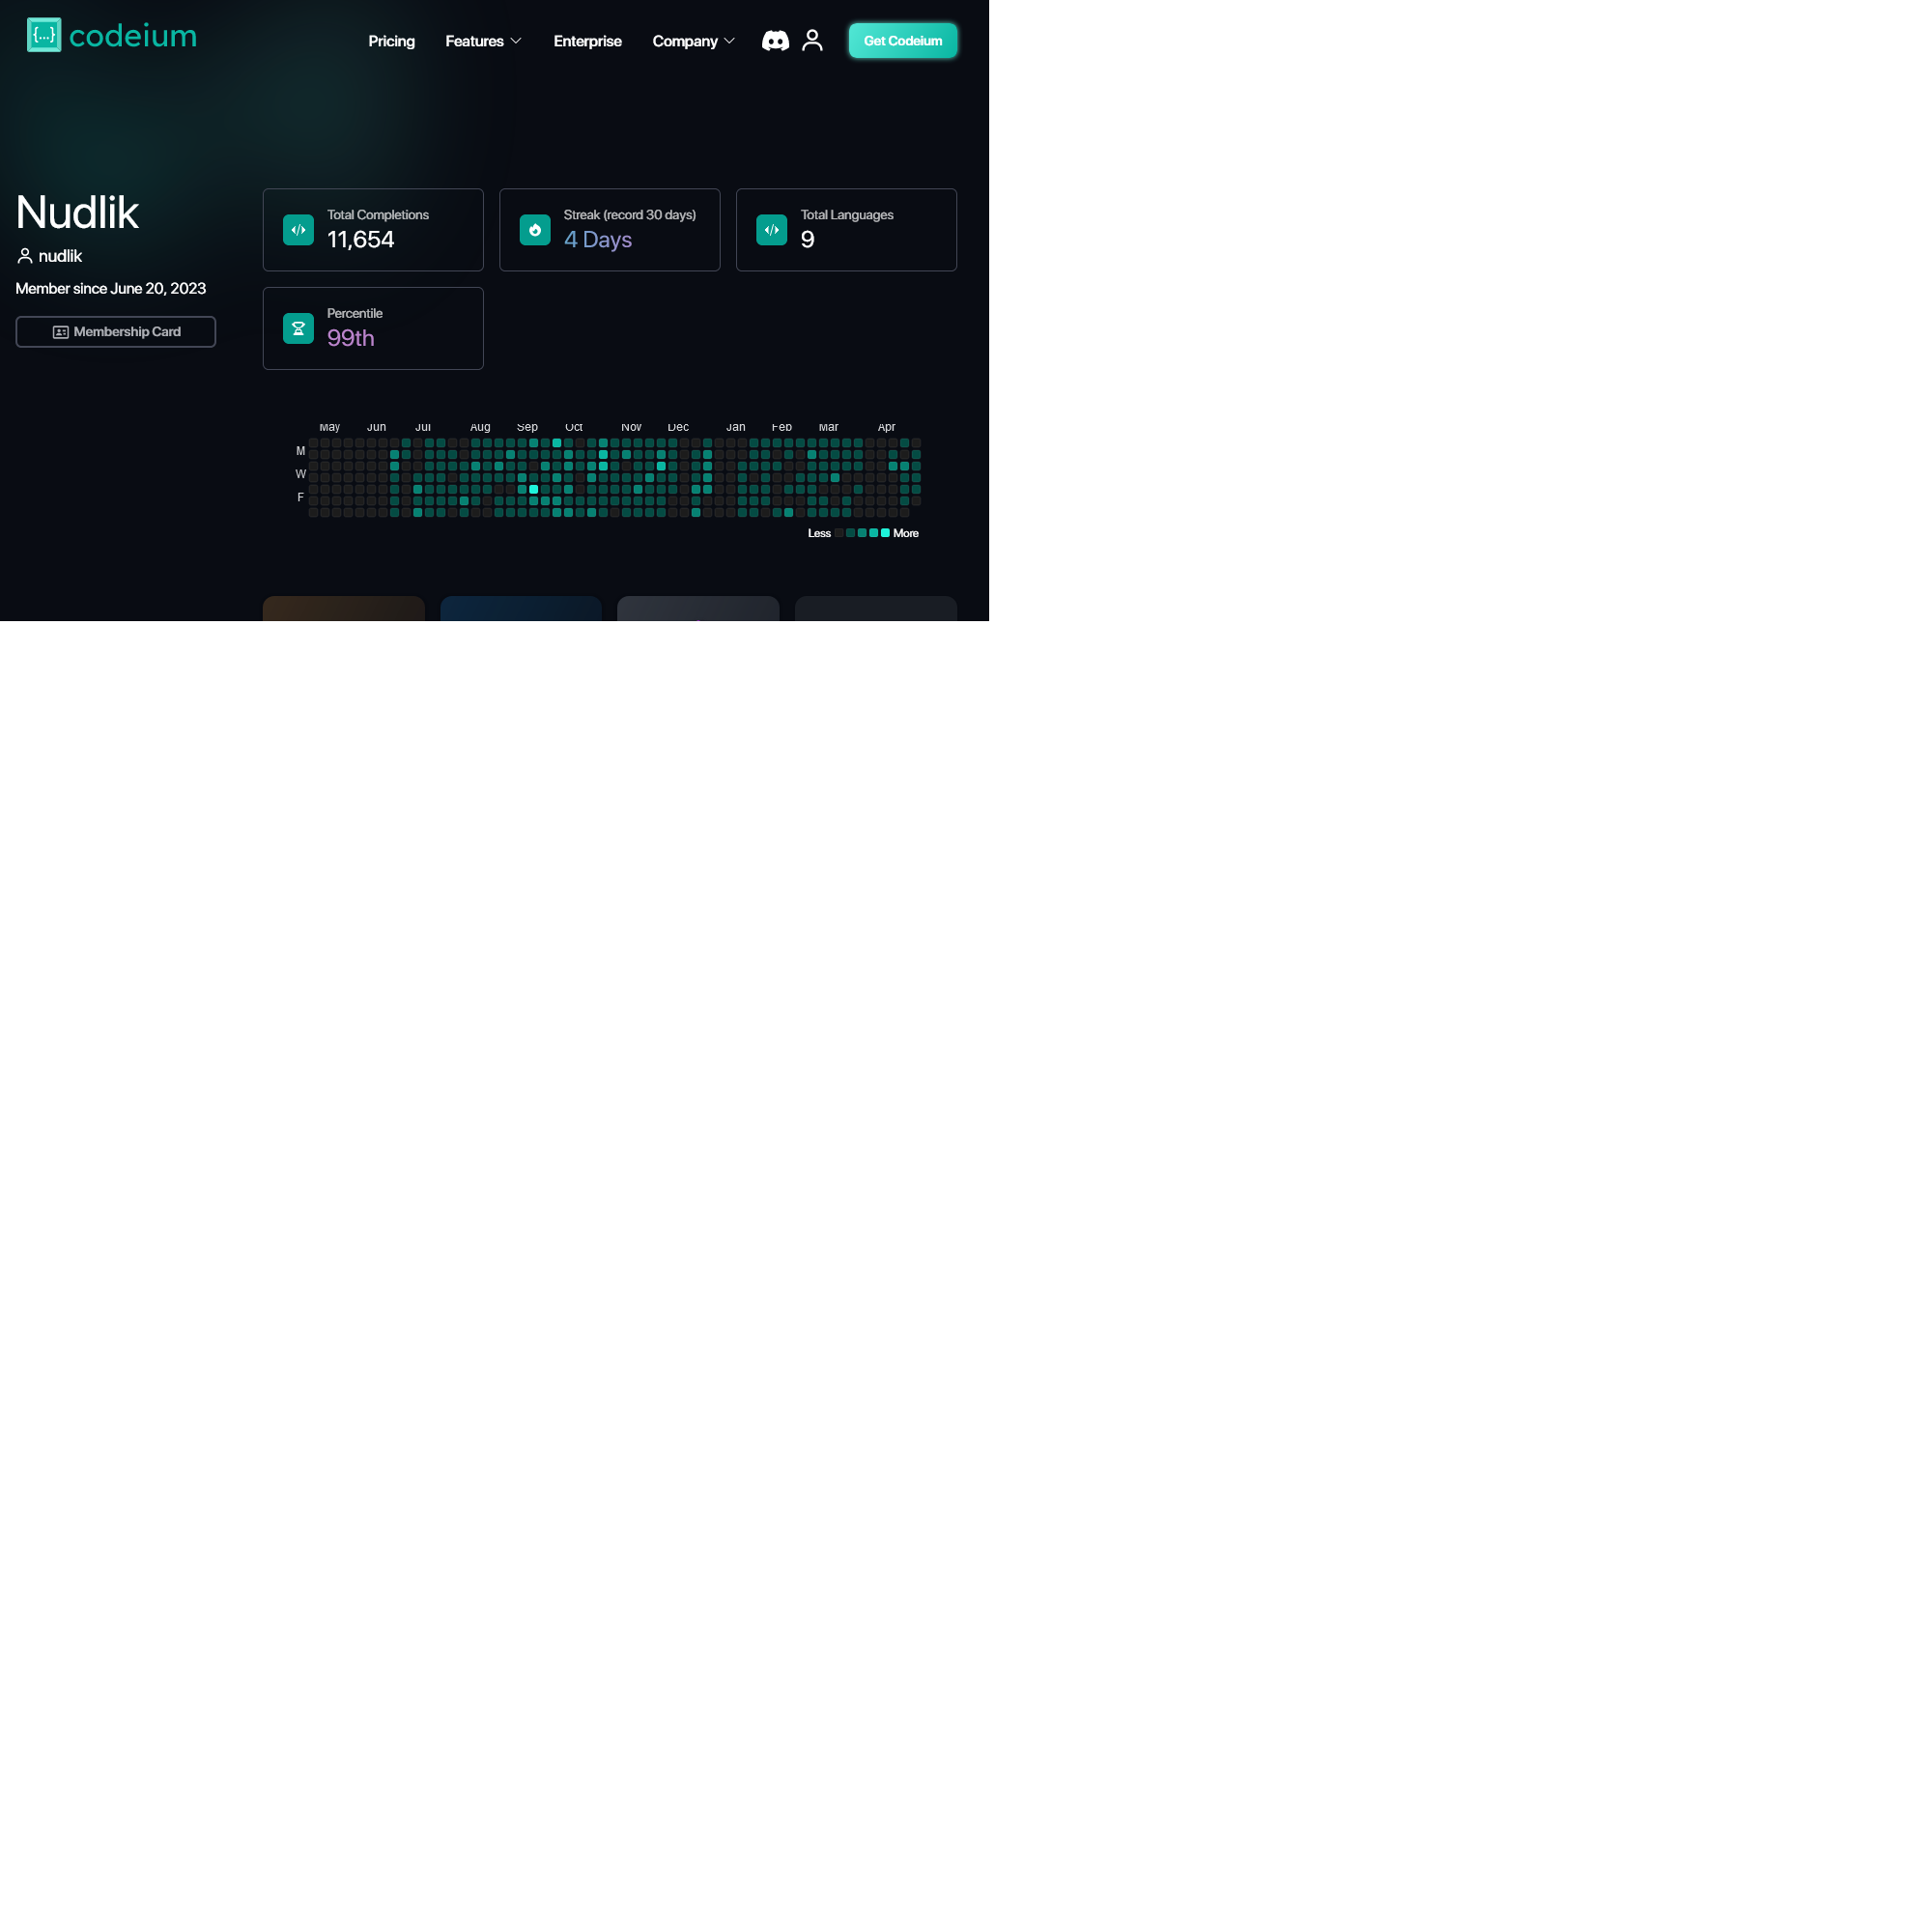 {...} codeium
Pricing Features Enterprise Company Get Codeium
Nudlik
nudlik
Member since June 20, 2023
Membership Card
Total Completions
11,654
Streak (record 30 days)
4 Days
Total Languages
9
Percentile
99th
May Jun Jul Aug Sep Oct Nov Dec Jan Feb Mar Apr
M
W
F
Less More